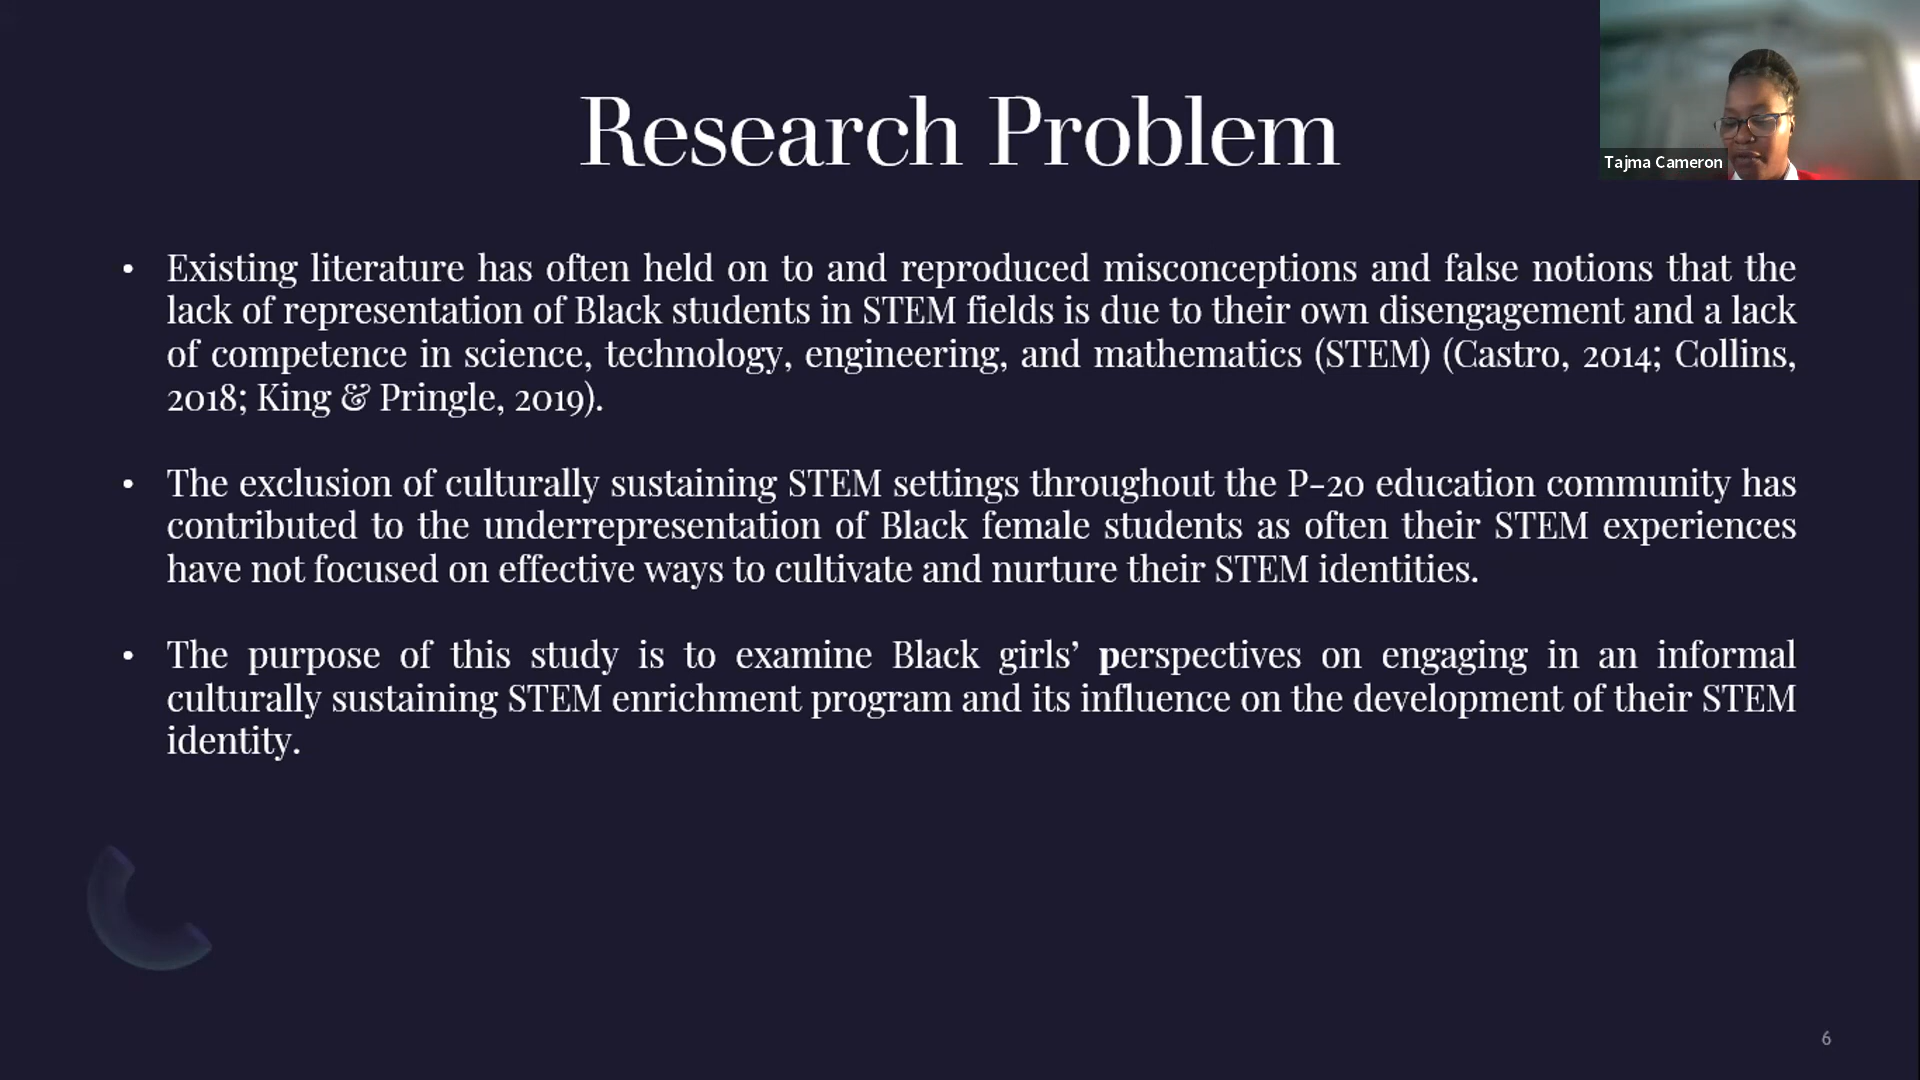 Research Problem
Tajma Cameron
• Existing literature has often held on to and reproduced misconceptions and false notions that the
lack of representation of Black students in STEM fields is due to their own disengagement and a lack
of competence in science, technology, engineering, and mathematics (STEM) (Castro, 2014; Collins,
2018; King & Pringle, 2019).
• The exclusion of culturally sustaining STEM settings throughout the P-20 education community has
contributed to the underrepresentation of Black female students as often their STEM experiences
have not focused on effective ways to cultivate and nurture their STEM identities.
• The purpose of this study is to examine Black girls’ perspectives on engaging in an informal
culturally sustaining STEM enrichment program and its influence on the development of their STEM
identity.
6